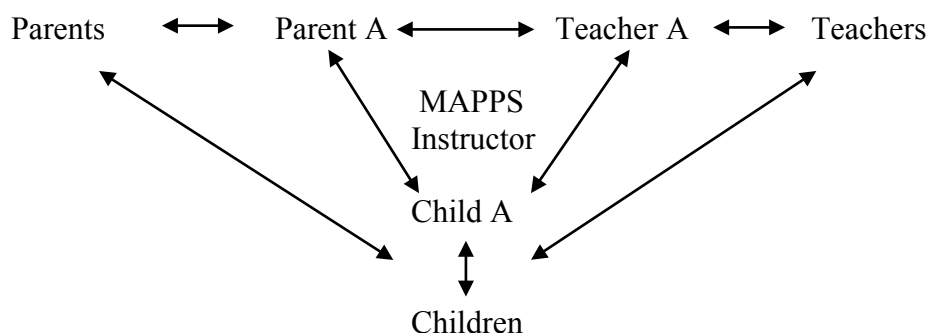 Parents Parent A Teacher A Teachers
MAPPS
Instructor
Child A
Children